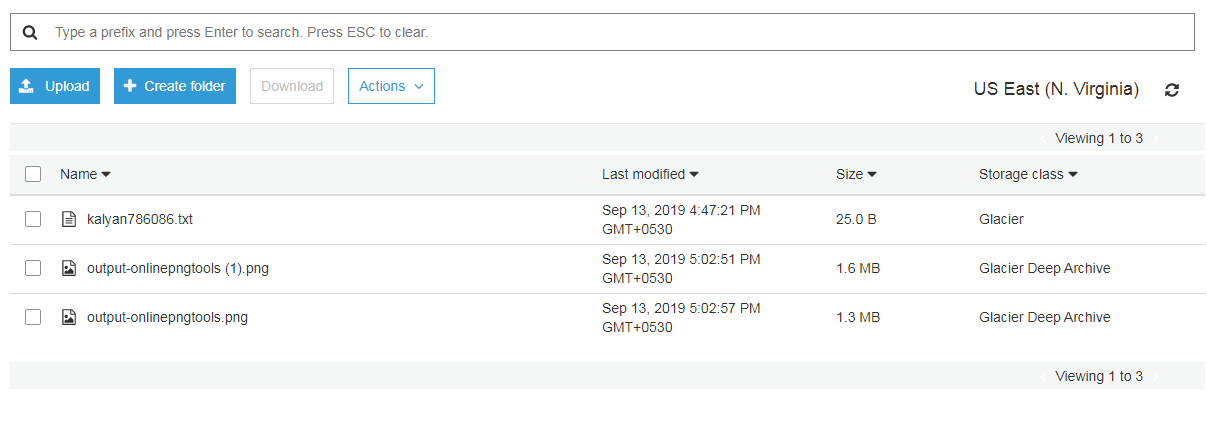 Type a prefix and press Enter to search. Press ESC to clear.
Upload Create folder Download Actions
US East (N. Virginia)
Viewing 1 to 3
Name Last modified Size Storage class
kalyan786086.txt Sep 13, 2019 4:47:21 PM GMT+0530 25.0 B Glacier
output-onlinepngtools (1).png Sep 13, 2019 5:02:51 PM GMT+0530 1.6 MB Glacier Deep Archive
output-onlinepngtools.png Sep 13, 2019 5:02:57 PM GMT+0530 1.3 MB Glacier Deep Archive
Viewing 1 to 3